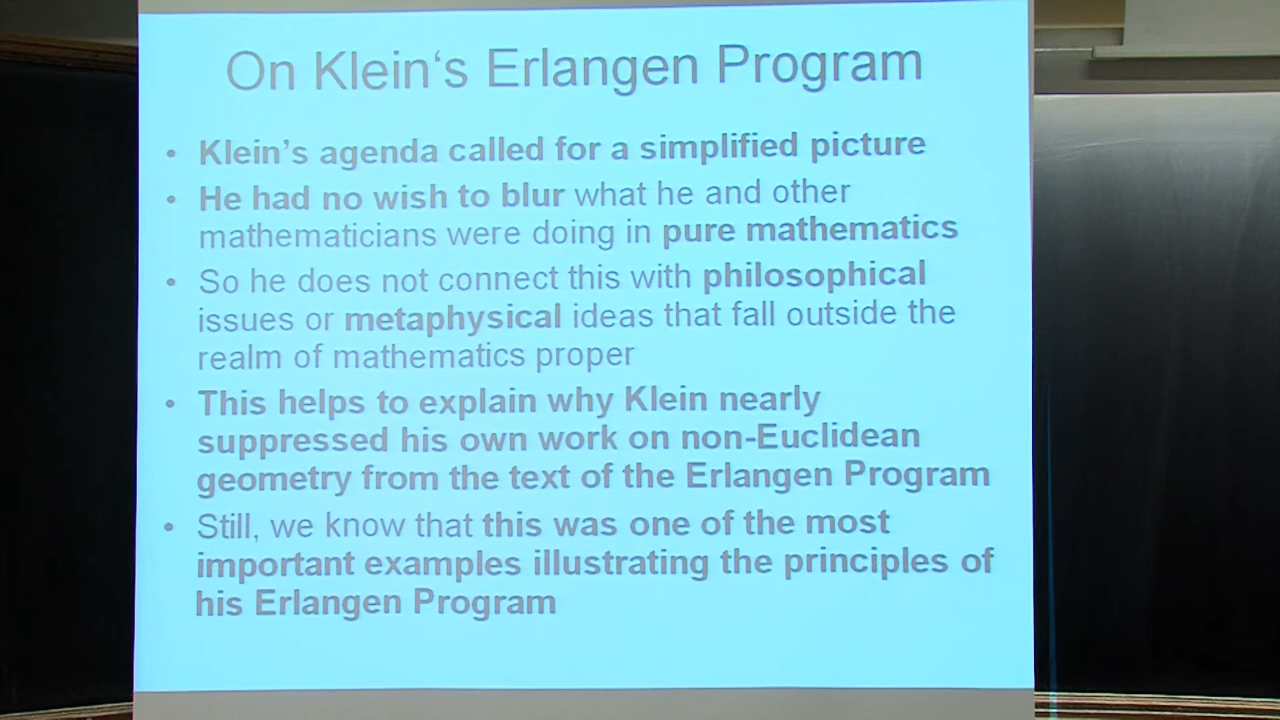 On Klein‘s Erlangen Program
• Klein’s agenda called for a simplified picture
• He had no wish to blur what he and other
mathematicians were doing in pure mathematics
• So he does not connect this with philosophical
issues or metaphysical ideas that fall outside the
realm of mathematics proper
• This helps to explain why Klein nearly
suppressed his own work on non-Euclidean
geometry from the text of the Erlangen Program
• Still, we know that this was one of the most
important examples illustrating the principles of
his Erlangen Program